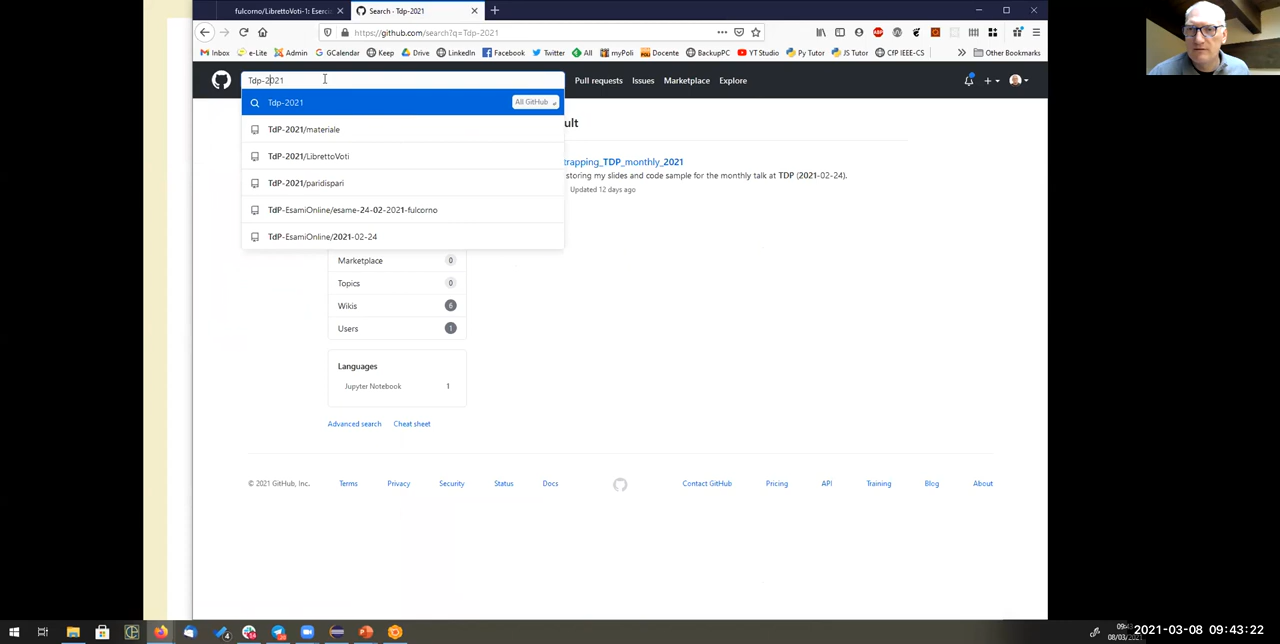 fulcorno/LibrettoVoti-1: Eserci
Search · Tdp-2021
https://github.com/search?q=Tdp-2021
Inbox e-Lite Admin GCalendar Keep Drive LinkedIn Facebook Twitter All myPoli Docente BackupPC YT Studio Py Tutor JS Tutor CfP IEEE-CS Other Bookmarks
Tdp-2021
Pull requests Issues Marketplace Explore
Tdp-2021 All GitHub
ult
TdP-2021/materiale
TdP-2021/LibrettoVoti
trapping_TDP_monthly_2021
storing my slides and code sample for the monthly talk at TDP (2021-02-24).
TdP-2021/paridispari
Updated 12 days ago
TdP-EsamiOnline/esame-24-02-2021-fulcorno
TdP-EsamiOnline/2021-02-24
Marketplace 0
Topics 0
Wikis 6
Users 1
Languages
Jupyter Notebook 1
Advanced search Cheat sheet
© 2021 GitHub, Inc. Terms Privacy Security Status Docs Contact GitHub Pricing API Training Blog About
2021-03-08 09:43:22
08/03/2021